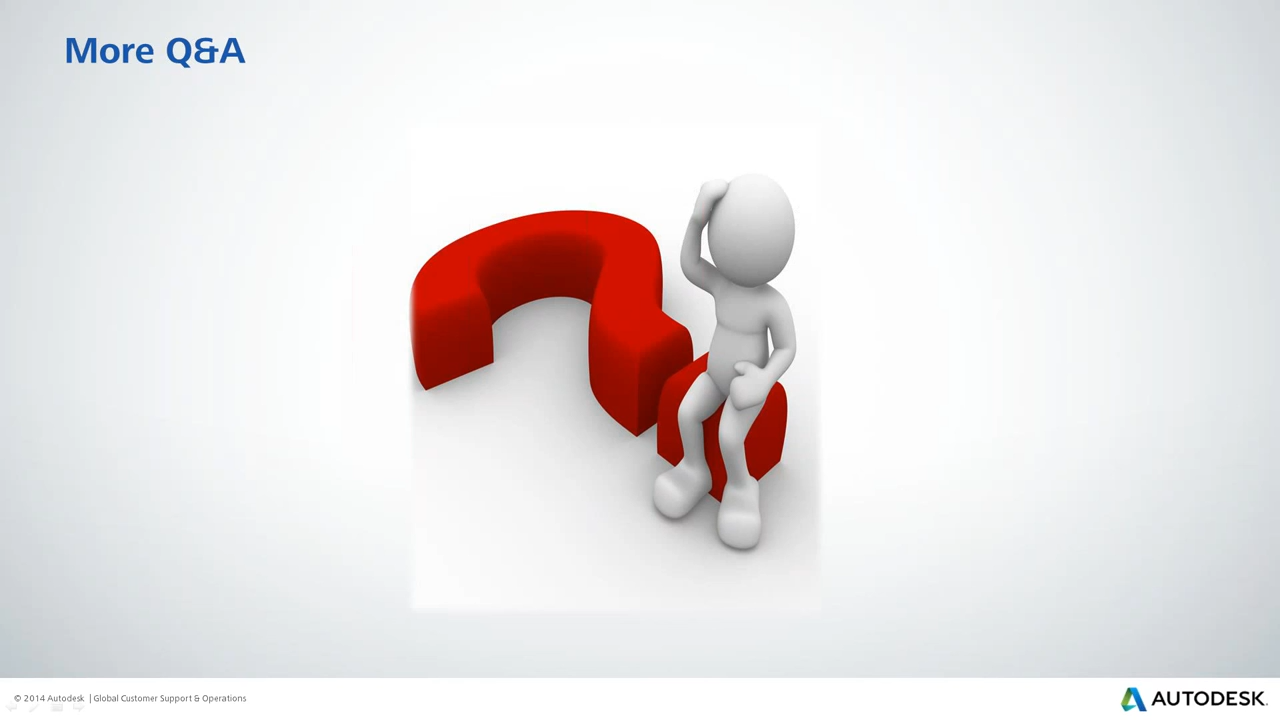 More Q&A
© 2014 Autodesk | Global Customer Support & Operations
AUTODESK.